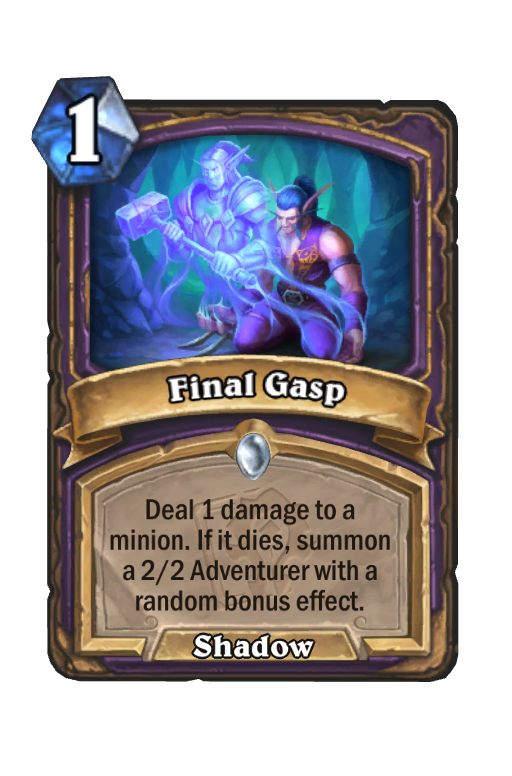 1
Final Gasp
Deal 1 damage to a
minion. If it dies, summon
a 2/2 Adventurer with a
random bonus effect.
Shadow